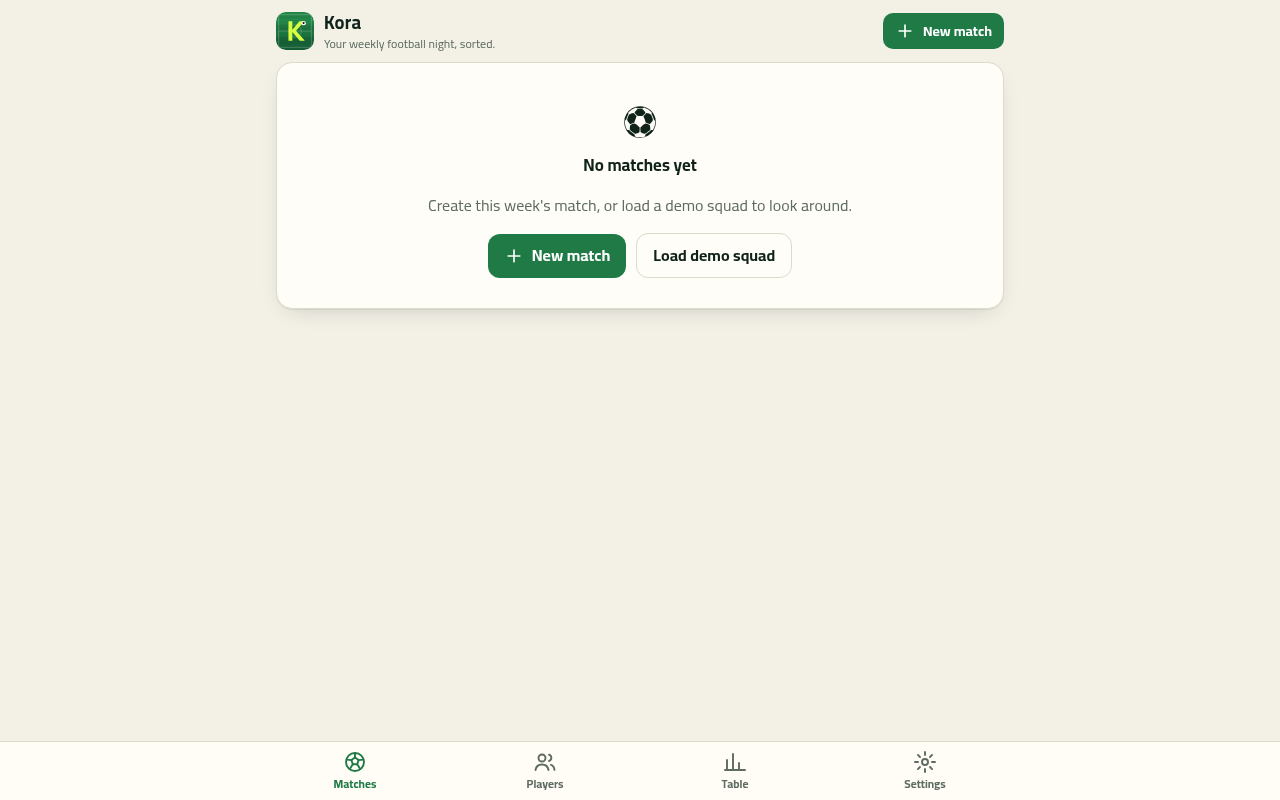 K
Kora
Your weekly football night, sorted.
New match
No matches yet
Create this week's match, or load a demo squad to look around.
New match
Load demo squad
Matches
Players
Table
Settings